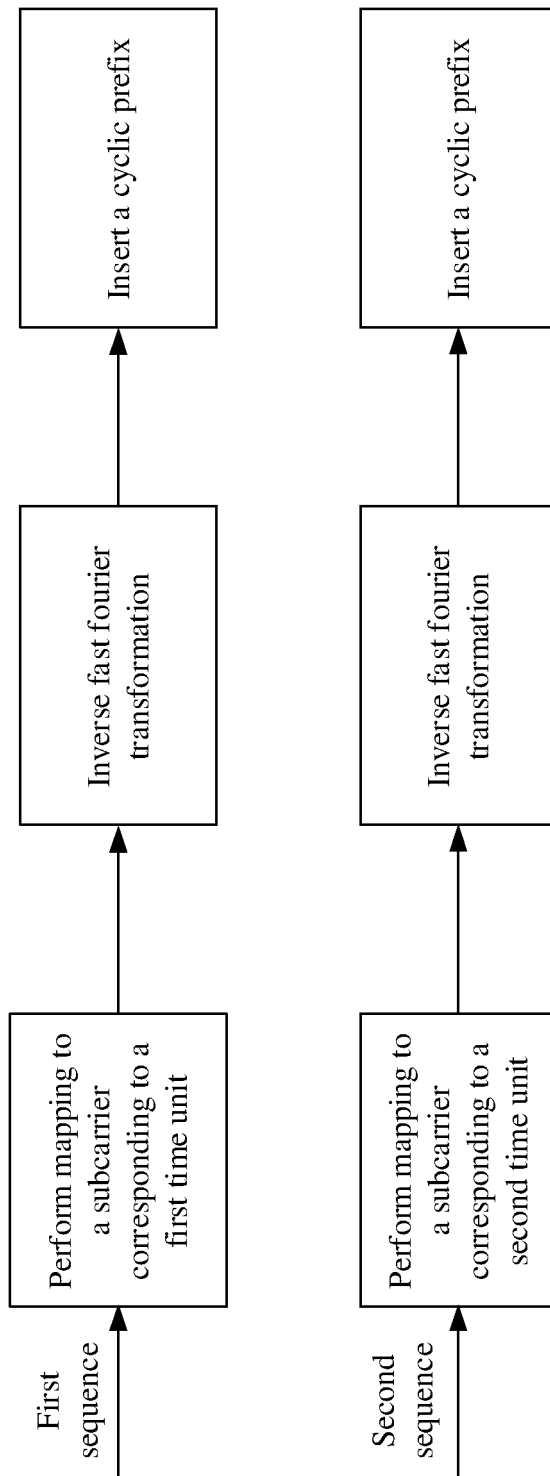 First
sequence
Perform mapping to
a subcarrier
corresponding to a
first time unit
Inverse fast fourier
transformation
Insert a cyclic prefix
Second
sequence
Perform mapping to
a subcarrier
corresponding to a
second time unit
Inverse fast fourier
transformation
Insert a cyclic prefix